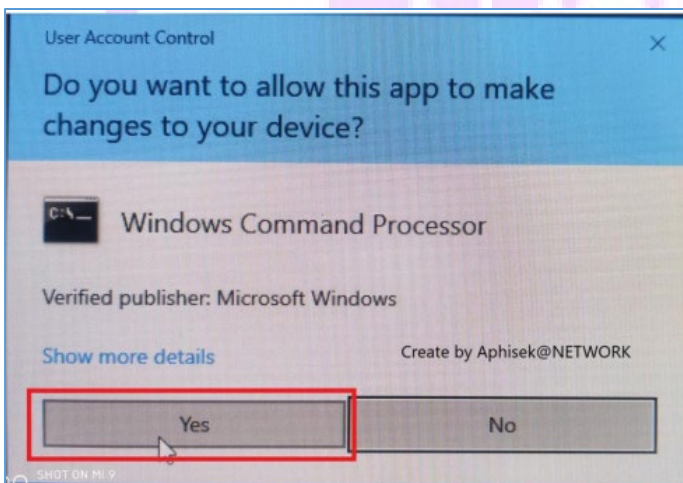 User Account Control
Do you want to allow this app to make
changes to your device?
C:\_
Windows Command Processor
Verified publisher: Microsoft Windows
Show more details
Create by Aphisek@NETWORK
Yes
No
SHOT ON MI 9